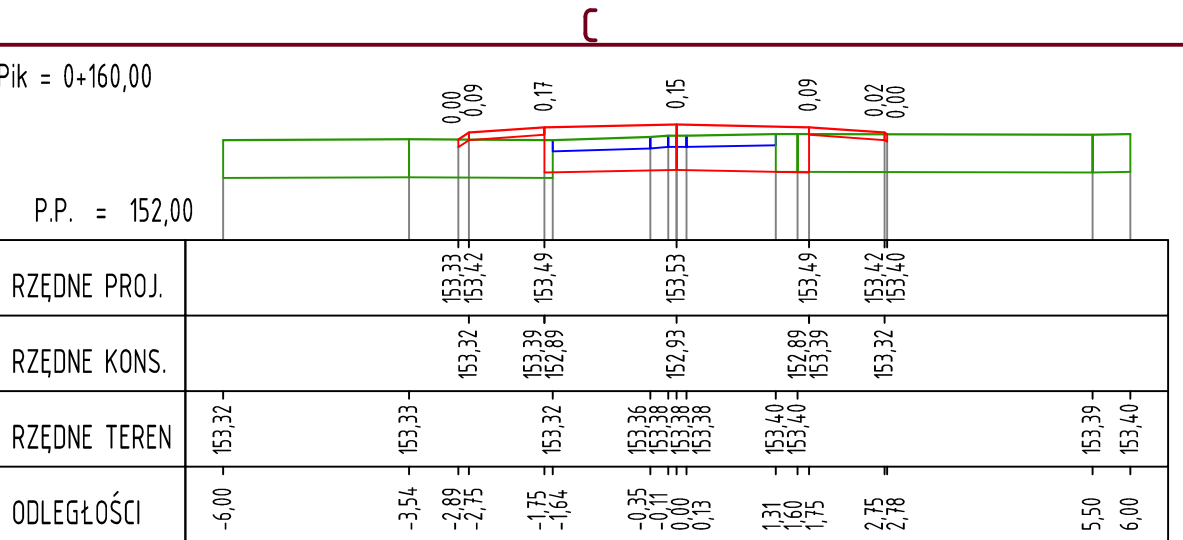 C
Pik = 0+160,00
0,00 0,09 0,17 0,15 0,09 0,02 0,00
P.P. = 152,00
RZĘDNE PROJ. 153,33 153,42 153,49 153,53 153,49 153,42 153,40
RZĘDNE KONS. 153,32 153,39 152,89 152,93 152,89 153,39 153,32
RZĘDNE TEREN 153,32 153,33 153,32 153,36 153,38 153,38 153,38 153,40 153,40 153,39 153,40
ODLEGŁOŚCI -6,00 -3,54 -2,89 -2,75 -1,75 -1,64 -0,35 -0,11 0,00 0,13 1,31 1,60 1,75 2,75 2,78 5,50 6,00